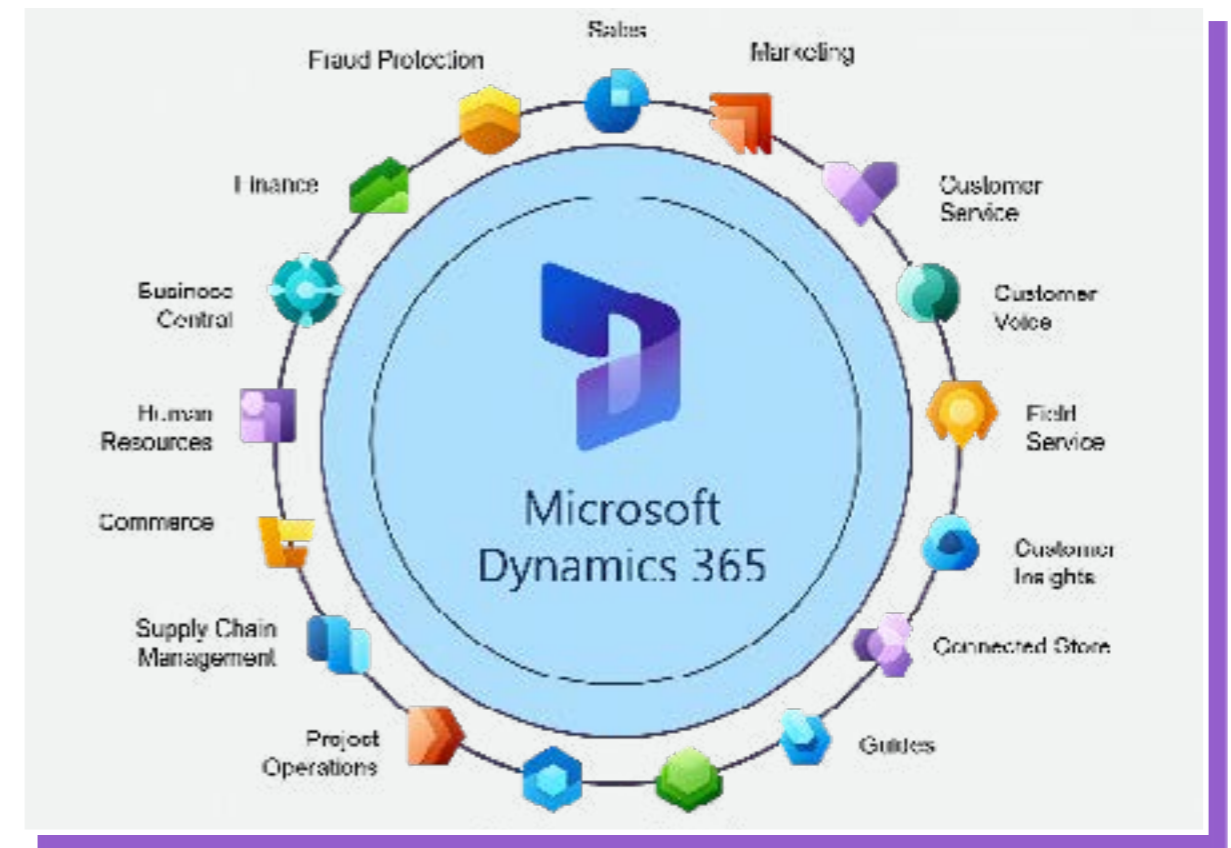 Sales
Fraud Protection
Marketing
Finance
Customer
Service
Business
Central
Customer
Voice
Human
Resources
Field
Service
Microsoft
Dynamics 365
Commerce
Customer
Insights
Supply Chain
Management
Connected Store
Project
Operations
Guides